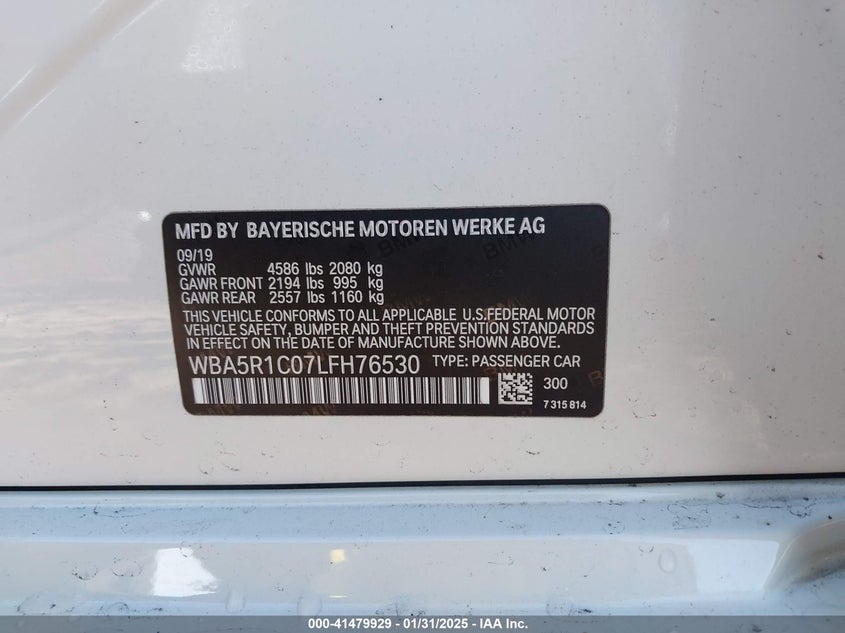 MFD BY BAYERISCHE MOTOREN WERKE AG
09/19
GVWR 4586 lbs 2080 kg
GAWR FRONT 2194 lbs 995 kg
GAWR REAR 2557 lbs 1160 kg
THIS VEHICLE CONFORMS TO ALL APPLICABLE U.S.FEDERAL MOTOR
VEHICLE SAFETY, BUMPER AND THEFT PREVENTION STANDARDS
IN EFFECT ON THE DATE OF MANUFACTURE SHOWN ABOVE.
WBA5R1C07LFH76530 TYPE: PASSENGER CAR
300
7 315 814
000-41479929 - 01/31/2025 - IAA Inc.